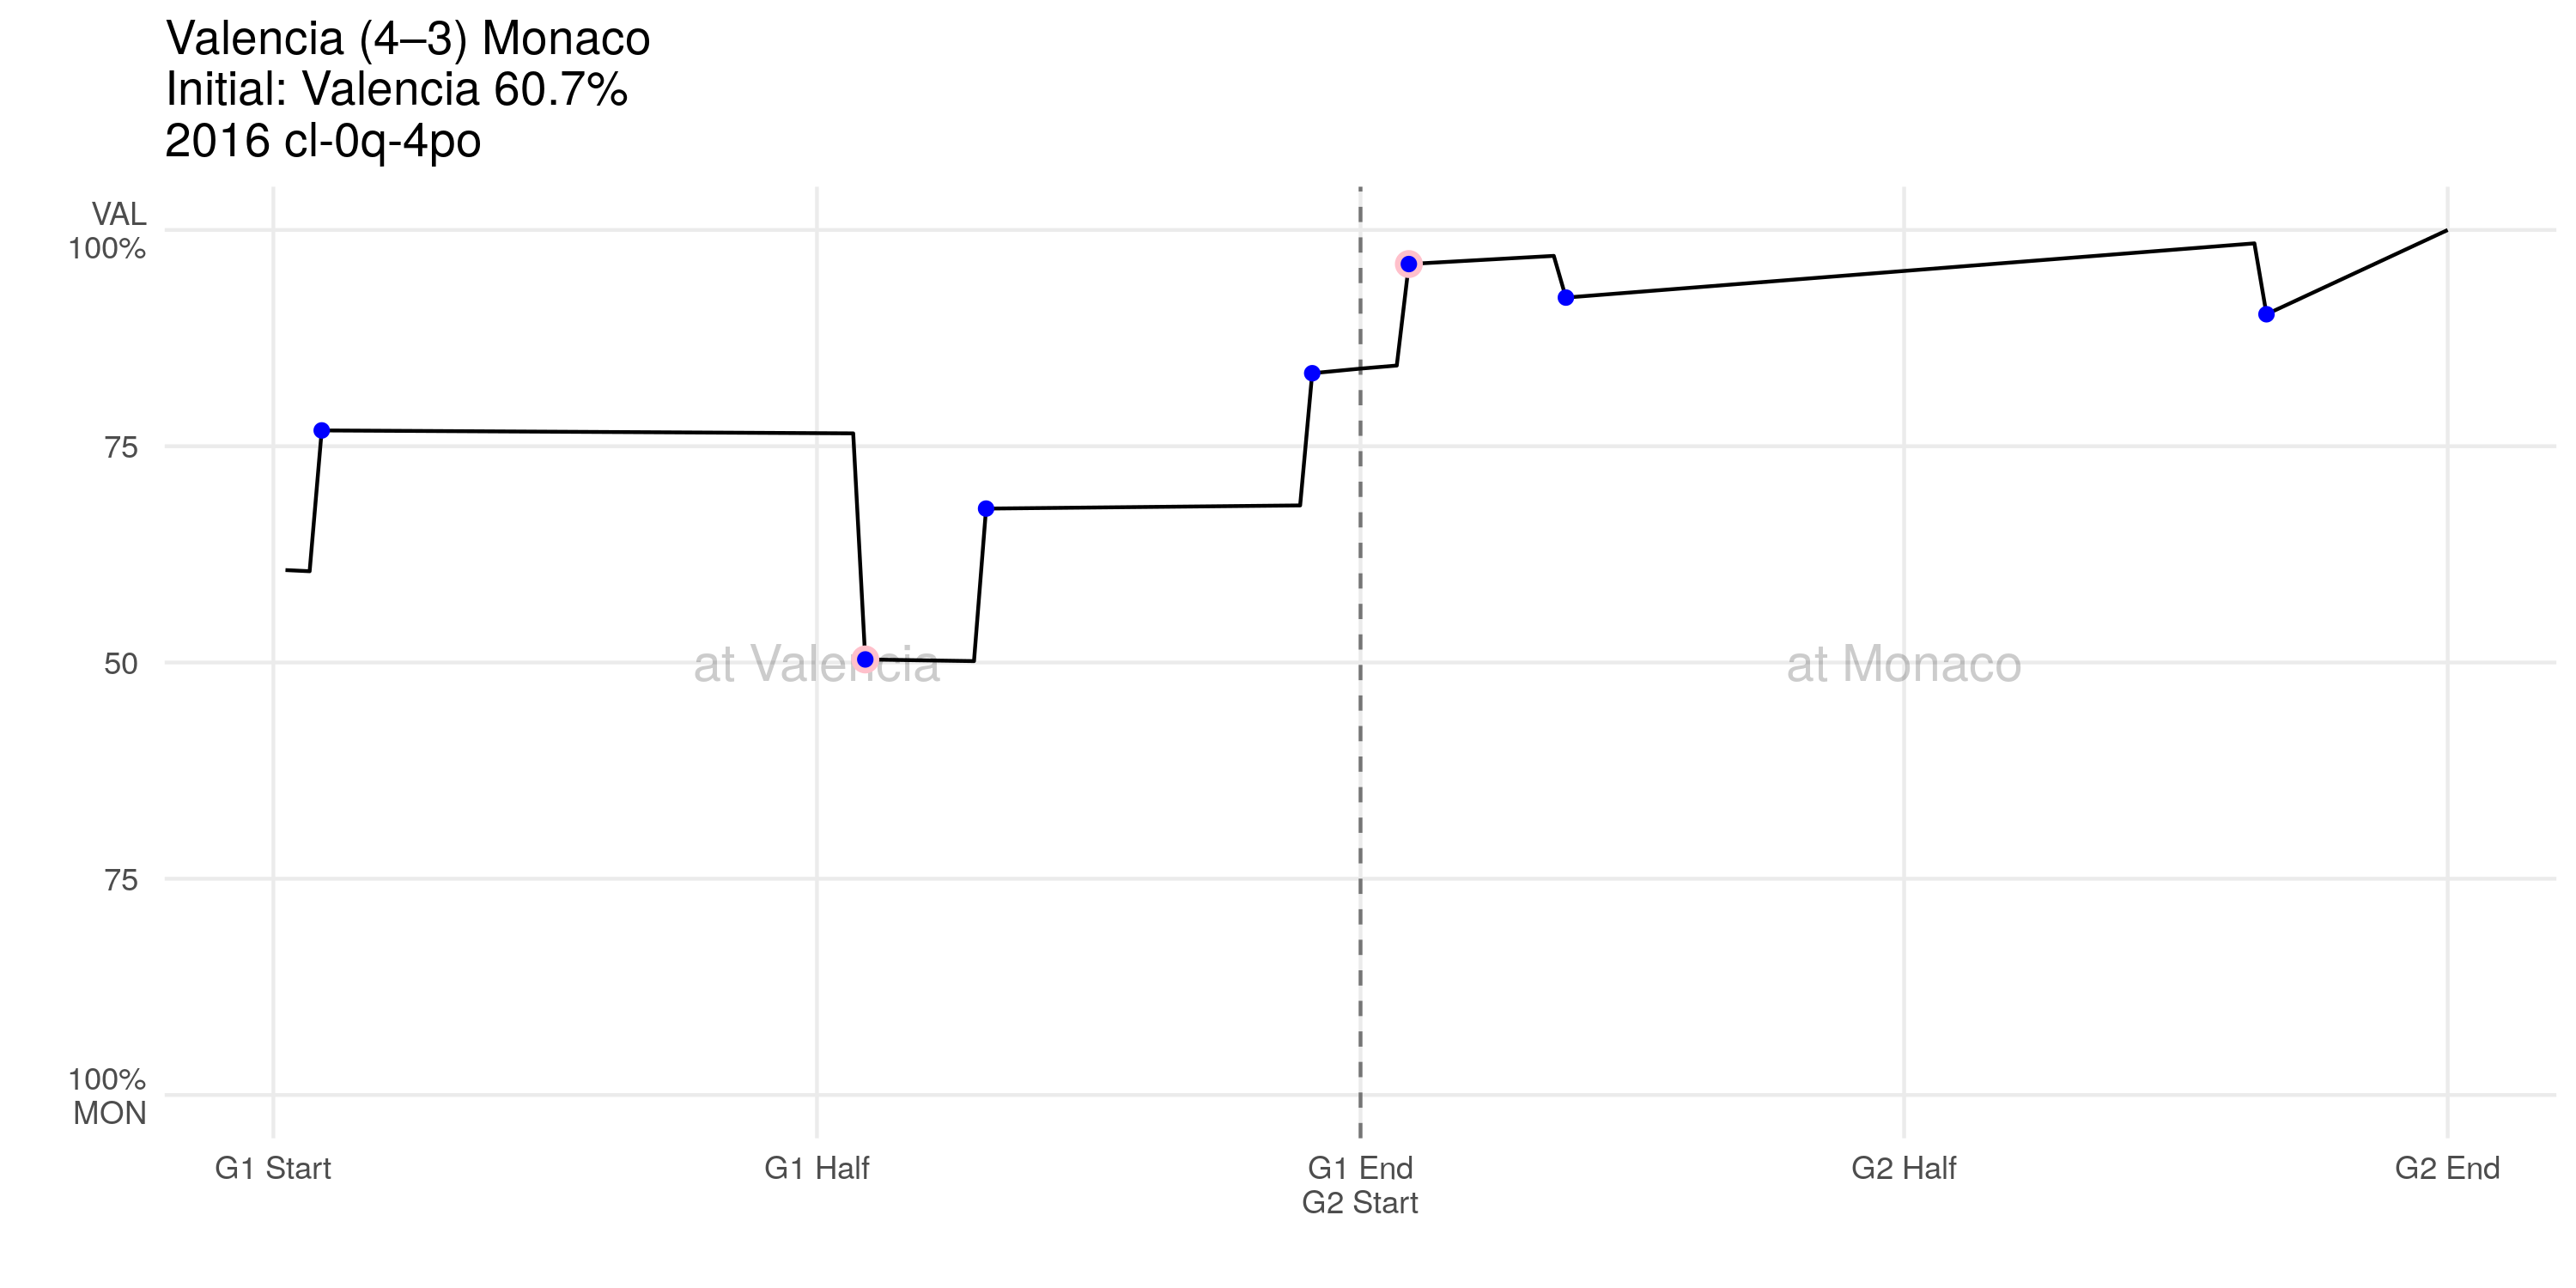 Valencia (4–3) Monaco
Initial: Valencia 60.7%
2016 cl-0q-4po
VAL
100%
75
50
75
100%
MON
at Valencia
at Monaco
G1 Start
G1 Half
G1 End
G2 Start
G2 Half
G2 End